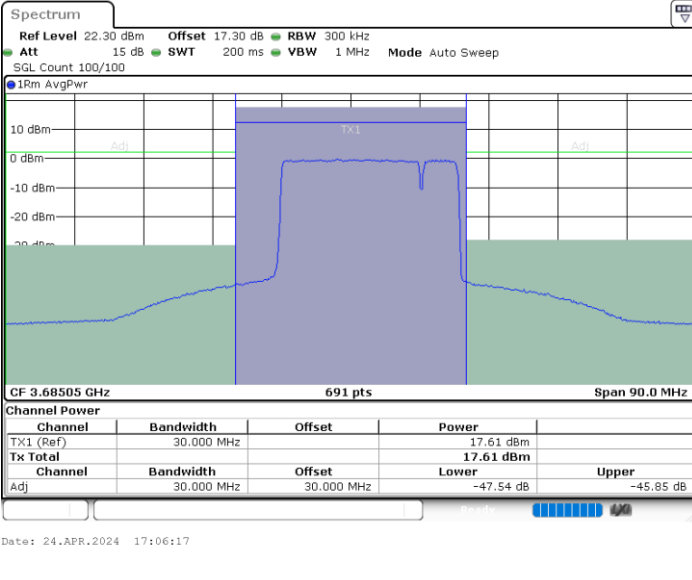 Spectrum
Ref Level 22.30 dBm Offset 17.30 dB RBW 300 kHz
Att 15 dB SWT 200 ms VBW 1 MHz Mode Auto Sweep
SGL Count 100/100
1Rm AvgPwr
10 dBm
TX1
Adj
Adj
0 dBm
-10 dBm
-20 dBm
-30 dBm
CF 3.68505 GHz 691 pts Span 90.0 MHz
Channel Power
Channel Bandwidth Offset Power
TX1 (Ref) 30.000 MHz 17.61 dBm
Tx Total 17.61 dBm
Channel Bandwidth Offset Lower Upper
Adj 30.000 MHz 30.000 MHz -47.54 dB -45.85 dB
Ready
Date: 24.APR.2024 17:06:17